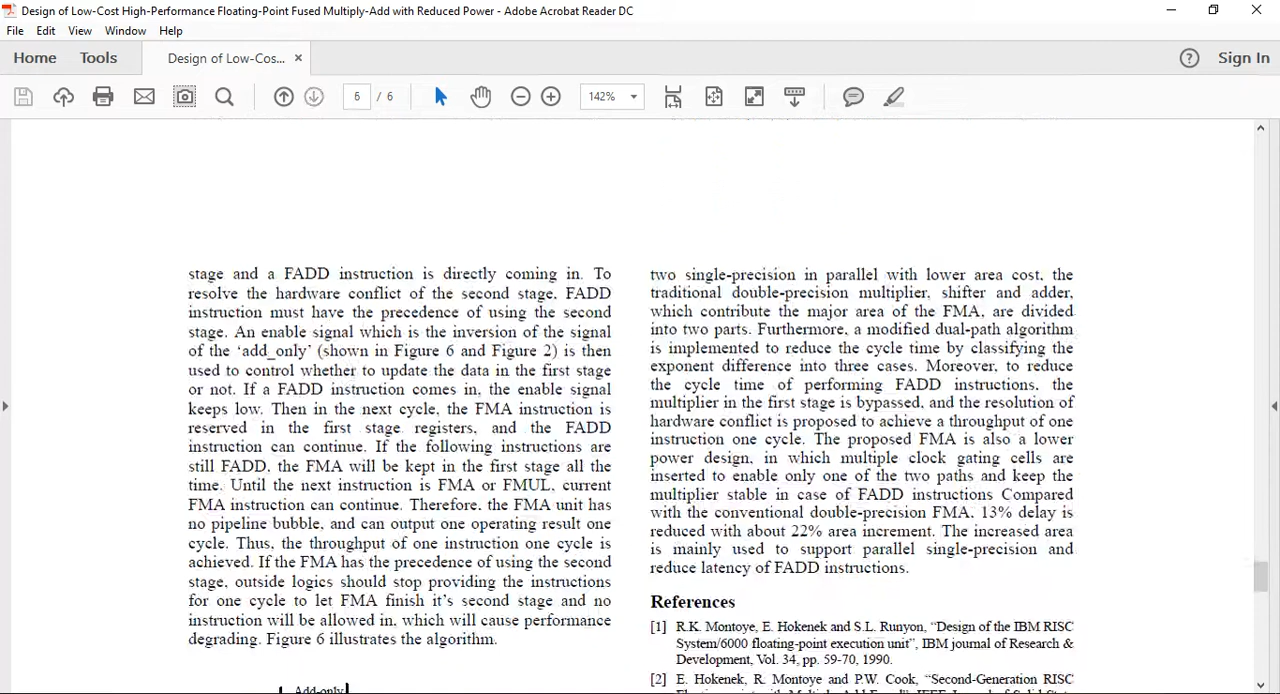 Design of Low-Cost High-Performance Floating-Point Fused Multiply-Add with Reduced Power - Adobe Acrobat Reader DC
File Edit View Window Help
Home Tools Design of Low-Cos... × Sign In
6 / 6 142%
stage and a FADD instruction is directly coming in. To
resolve the hardware conflict of the second stage, FADD
instruction must have the precedence of using the second
stage. An enable signal which is the inversion of the signal
of the ‘add_only’ (shown in Figure 6 and Figure 2) is then
used to control whether to update the data in the first stage
or not. If a FADD instruction comes in, the enable signal
keeps low. Then in the next cycle, the FMA instruction is
reserved in the first stage registers, and the FADD
instruction can continue. If the following instructions are
still FADD, the FMA will be kept in the first stage all the
time. Until the next instruction is FMA or FMUL, current
FMA instruction can continue. Therefore, the FMA unit has
no pipeline bubble, and can output one operating result one
cycle. Thus, the throughput of one instruction one cycle is
achieved. If the FMA has the precedence of using the second
stage, outside logics should stop providing the instructions
for one cycle to let FMA finish it’s second stage and no
instruction will be allowed in, which will cause performance
degrading. Figure 6 illustrates the algorithm.
Add-only
two single-precision in parallel with lower area cost, the
traditional double-precision multiplier, shifter and adder,
which contribute the major area of the FMA, are divided
into two parts. Furthermore, a modified dual-path algorithm
is implemented to reduce the cycle time by classifying the
exponent difference into three cases. Moreover, to reduce
the cycle time of performing FADD instructions, the
multiplier in the first stage is bypassed, and the resolution of
hardware conflict is proposed to achieve a throughput of one
instruction one cycle. The proposed FMA is also a lower
power design, in which multiple clock gating cells are
inserted to enable only one of the two paths and keep the
multiplier stable in case of FADD instructions Compared
with the conventional double-precision FMA, 13% delay is
reduced with about 22% area increment. The increased area
is mainly used to support parallel single-precision and
reduce latency of FADD instructions.
References
[1] R.K. Montoye, E. Hokenek and S.L. Runyon, “Design of the IBM RISC
System/6000 floating-point execution unit”, IBM journal of Research &
Development, Vol. 34, pp. 59-70, 1990.
[2] E. Hokenek, R. Montoye and P.W. Cook, “Second-Generation RISC